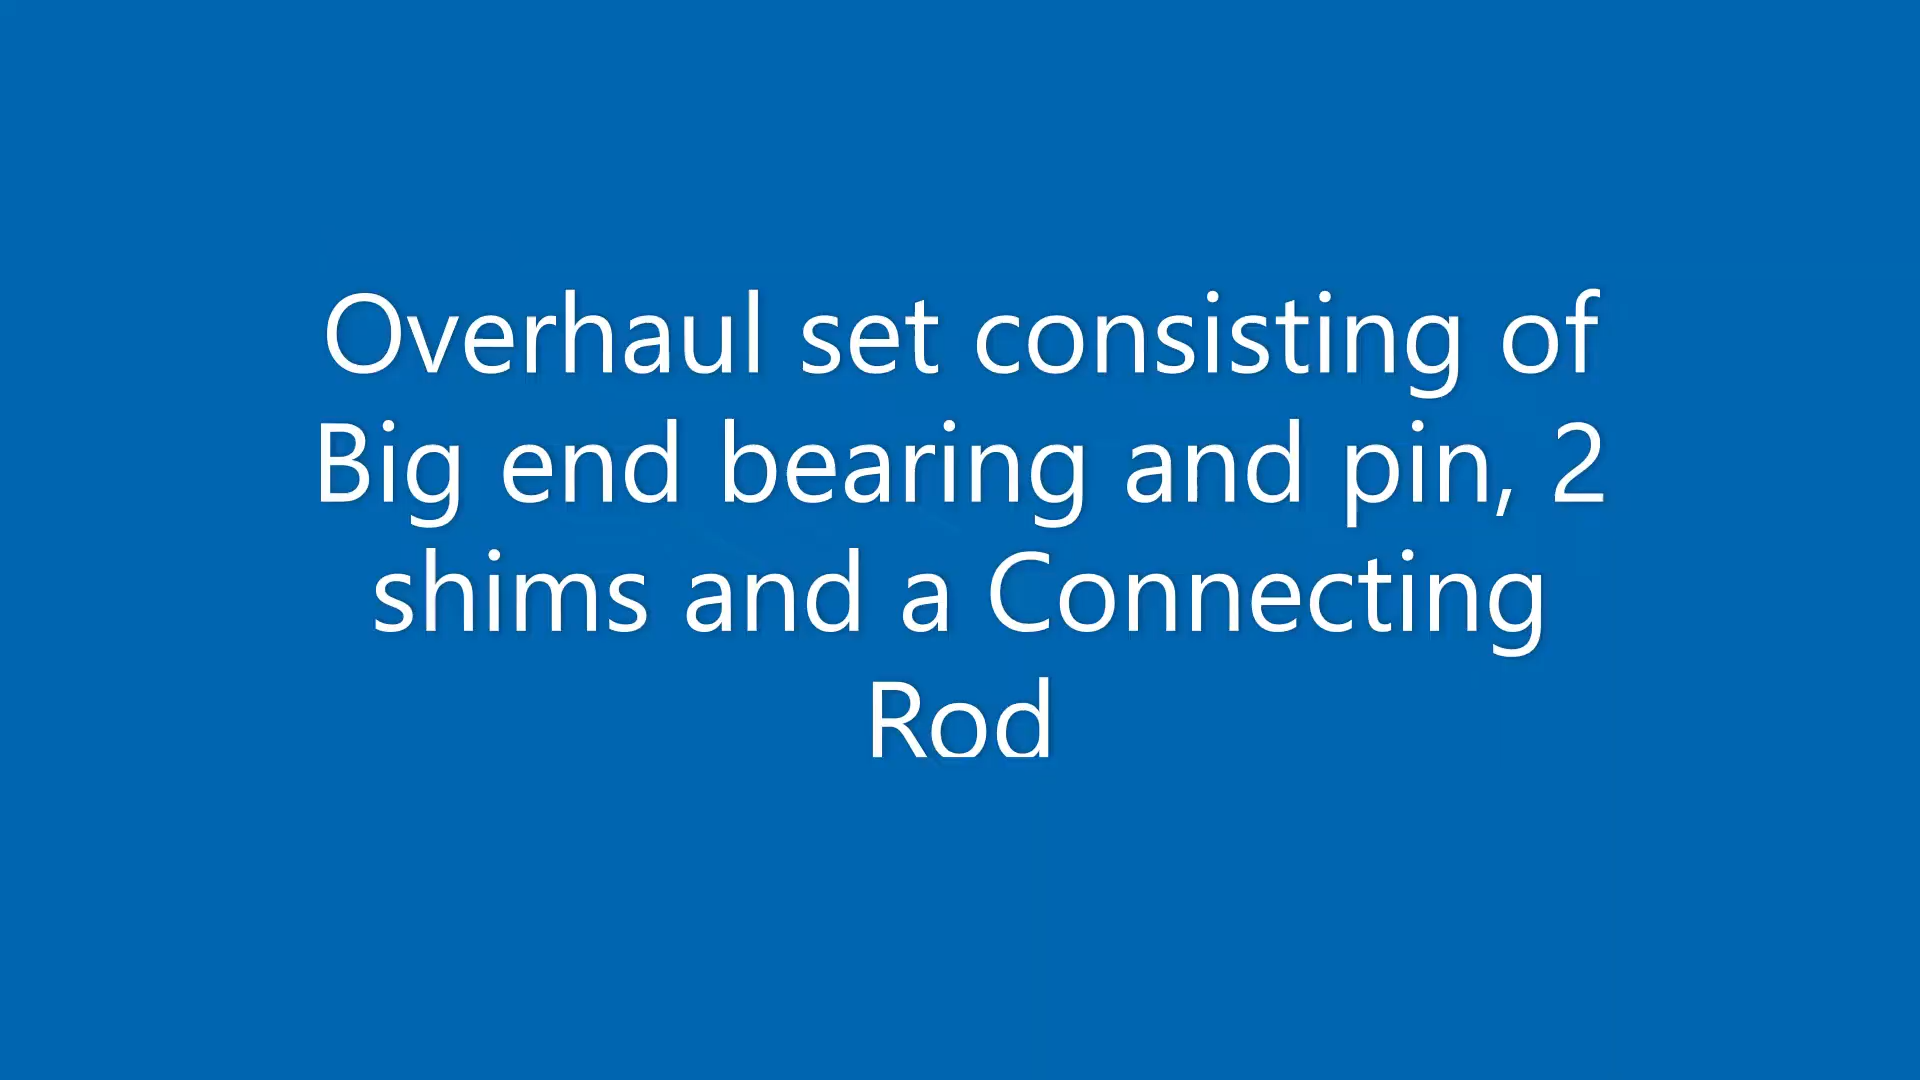 Overhaul set consisting of
Big end bearing and pin, 2
shims and a Connecting
Rod